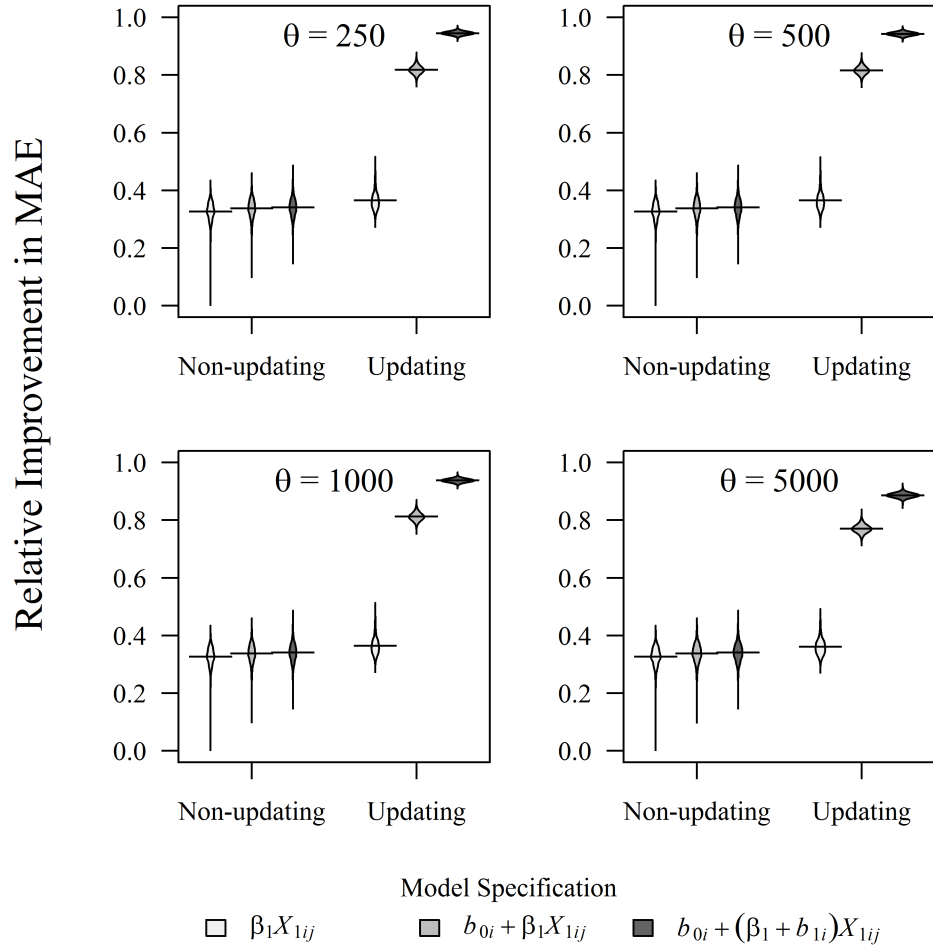 Relative Improvement in MAE
θ = 250
1.0
0.8
0.6
0.4
0.2
0.0
Non-updating Updating
θ = 500
1.0
0.8
0.6
0.4
0.2
0.0
Non-updating Updating
θ = 1000
1.0
0.8
0.6
0.4
0.2
0.0
Non-updating Updating
θ = 5000
1.0
0.8
0.6
0.4
0.2
0.0
Non-updating Updating
Model Specification
β₁X₁ᵢⱼ b₀ᵢ + β₁X₁ᵢⱼ b₀ᵢ + (β₁ + b₁ᵢ)X₁ᵢⱼ